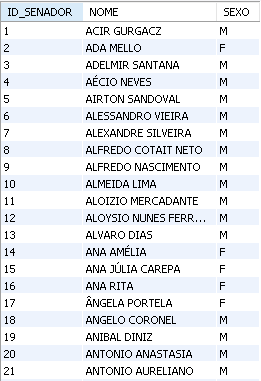 ID_SENADOR NOME SEXO
1 ACIR GURGACZ M
2 ADA MELLO F
3 ADELMIR SANTANA M
4 AÉCIO NEVES M
5 AIRTON SANDOVAL M
6 ALESSANDRO VIEIRA M
7 ALEXANDRE SILVEIRA M
8 ALFREDO COTAIT NETO M
9 ALFREDO NASCIMENTO M
10 ALMEIDA LIMA M
11 ALOIZIO MERCADANTE M
12 ALOYSIO NUNES FERR... M
13 ALVARO DIAS M
14 ANA AMÉLIA F
15 ANA JÚLIA CAREPA F
16 ANA RITA F
17 ÂNGELA PORTELA F
18 ANGELO CORONEL M
19 ANIBAL DINIZ M
20 ANTONIO ANASTASIA M
21 ANTONIO AURELIANO M